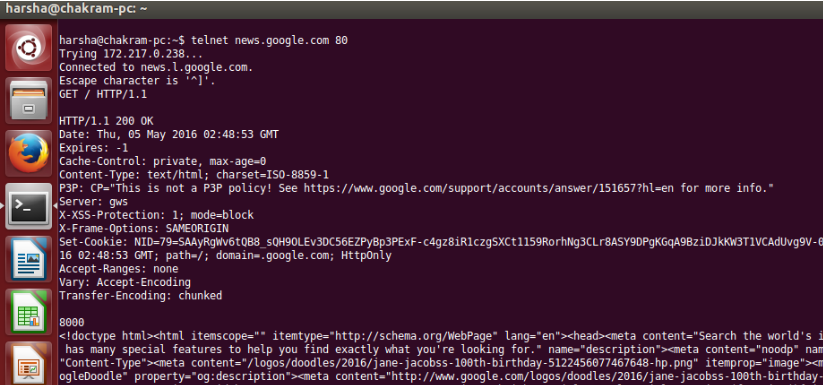 harsha@chakram-pc: ~
harsha@chakram-pc:~$ telnet news.google.com 80
Trying 172.217.0.238...
Connected to news.l.google.com.
Escape character is '^]'.
GET / HTTP/1.1
HTTP/1.1 200 OK
Date: Thu, 05 May 2016 02:48:53 GMT
Expires: -1
Cache-Control: private, max-age=0
Content-Type: text/html; charset=ISO-8859-1
P3P: CP="This is not a P3P policy! See https://www.google.com/support/accounts/answer/151657?hl=en for more info."
Server: gws
X-XSS-Protection: 1; mode=block
X-Frame-Options: SAMEORIGIN
Set-Cookie: NID=79=SAAyRgWv6tQB8_sQH9OLEv3DC56EZPyBp3PExF-c4gz8iR1czgSXCt1159RorhNg3CLr8ASY9DPgKGqA9BziDJkKW3T1VCAdUvg9V-0
16 02:48:53 GMT; path=/; domain=.google.com; HttpOnly
Accept-Ranges: none
Vary: Accept-Encoding
Transfer-Encoding: chunked
8000
<!doctype html><html itemscope="" itemtype="http://schema.org/WebPage" lang="en"><head><meta content="Search the world's i
has many special features to help you find exactly what you're looking for." name="description"><meta content="noodp" nam
"Content-Type"><meta content="/logos/doodles/2016/jane-jacobss-100th-birthday-5122456077467648-hp.png" itemprop="image"><m
ogleDoodle" property="og:description"><meta content="http://www.google.com/logos/doodles/2016/jane-jacobss-100th-birthday-